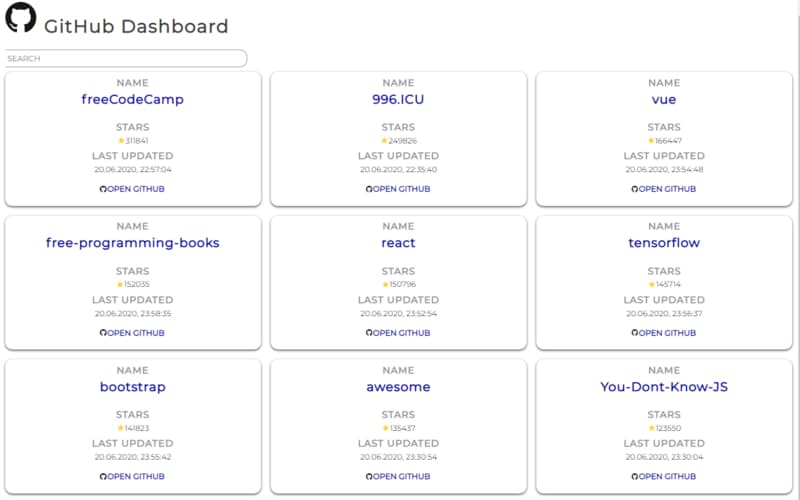 GitHub Dashboard
SEARCH
NAME
freeCodeCamp
STARS
311841
LAST UPDATED
20.06.2020, 22:57:04
OPEN GITHUB
NAME
996.ICU
STARS
249826
LAST UPDATED
20.06.2020, 22:35:40
OPEN GITHUB
NAME
vue
STARS
166447
LAST UPDATED
20.06.2020, 23:54:48
OPEN GITHUB
NAME
free-programming-books
STARS
152035
LAST UPDATED
20.06.2020, 23:58:35
OPEN GITHUB
NAME
react
STARS
150796
LAST UPDATED
20.06.2020, 23:52:54
OPEN GITHUB
NAME
tensorflow
STARS
145714
LAST UPDATED
20.06.2020, 23:56:37
OPEN GITHUB
NAME
bootstrap
STARS
141823
LAST UPDATED
20.06.2020, 23:55:42
OPEN GITHUB
NAME
awesome
STARS
135437
LAST UPDATED
20.06.2020, 23:30:54
OPEN GITHUB
NAME
You-Dont-Know-JS
STARS
123550
LAST UPDATED
20.06.2020, 23:30:04
OPEN GITHUB